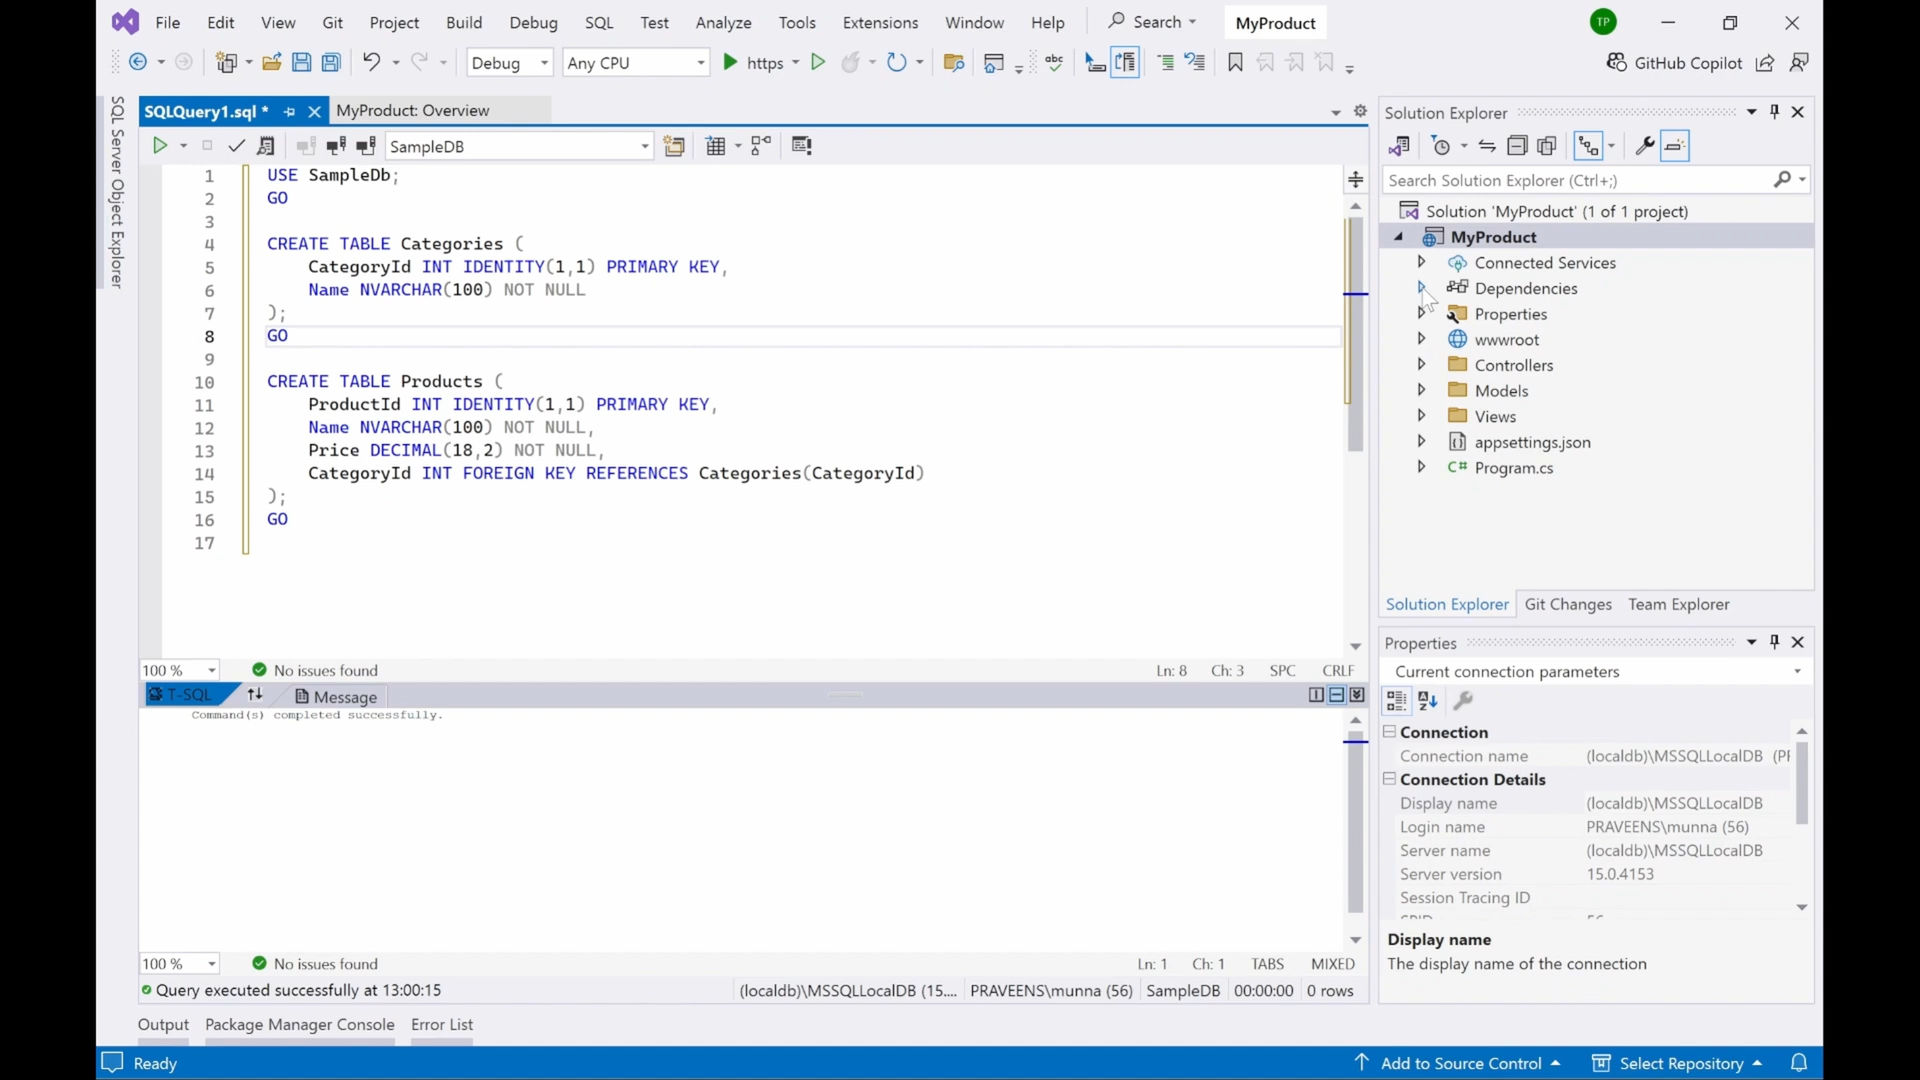 File Edit View Git Project Build Debug SQL Test Analyze Tools Extensions Window Help Search MyProduct TP
Debug Any CPU https abc GitHub Copilot
SQL Server Object Explorer
SQLQuery1.sql * MyProduct: Overview
SampleDB
1 USE SampleDb;
2 GO
3
4 CREATE TABLE Categories (
5 CategoryId INT IDENTITY(1,1) PRIMARY KEY,
6 Name NVARCHAR(100) NOT NULL
7 );
8 GO
9
10 CREATE TABLE Products (
11 ProductId INT IDENTITY(1,1) PRIMARY KEY,
12 Name NVARCHAR(100) NOT NULL,
13 Price DECIMAL(18,2) NOT NULL,
14 CategoryId INT FOREIGN KEY REFERENCES Categories(CategoryId)
15 );
16 GO
17
100 % No issues found Ln: 8 Ch: 3 SPC CRLF
T-SQL Message
Command(s) completed successfully.
100 % No issues found Ln: 1 Ch: 1 TABS MIXED
Query executed successfully at 13:00:15 (localdb)\MSSQLLocalDB (15.... PRAVEENS\munna (56) SampleDB 00:00:00 0 rows
Output Package Manager Console Error List
Solution Explorer
Search Solution Explorer (Ctrl+;)
Solution 'MyProduct' (1 of 1 project)
MyProduct
Connected Services
Dependencies
Properties
wwwroot
Controllers
Models
Views
appsettings.json
C# Program.cs
Solution Explorer Git Changes Team Explorer
Properties
Current connection parameters
Connection
Connection name (localdb)\MSSQLLocalDB (PR
Connection Details
Display name (localdb)\MSSQLLocalDB
Login name PRAVEENS\munna (56)
Server name (localdb)\MSSQLLocalDB
Server version 15.0.4153
Session Tracing ID
Display name
The display name of the connection
Ready Add to Source Control Select Repository